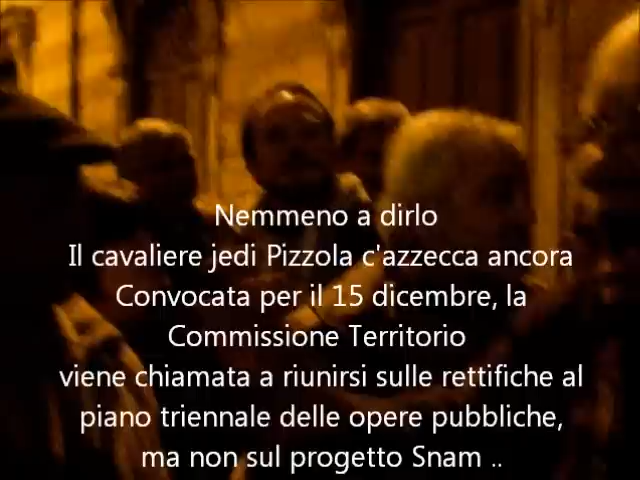 Nemmeno a dirlo
Il cavaliere jedi Pizzola c'azzecca ancora
Convocata per il 15 dicembre, la
Commissione Territorio
viene chiamata a riunirsi sulle rettifiche al
piano triennale delle opere pubbliche,
ma non sul progetto Snam ..